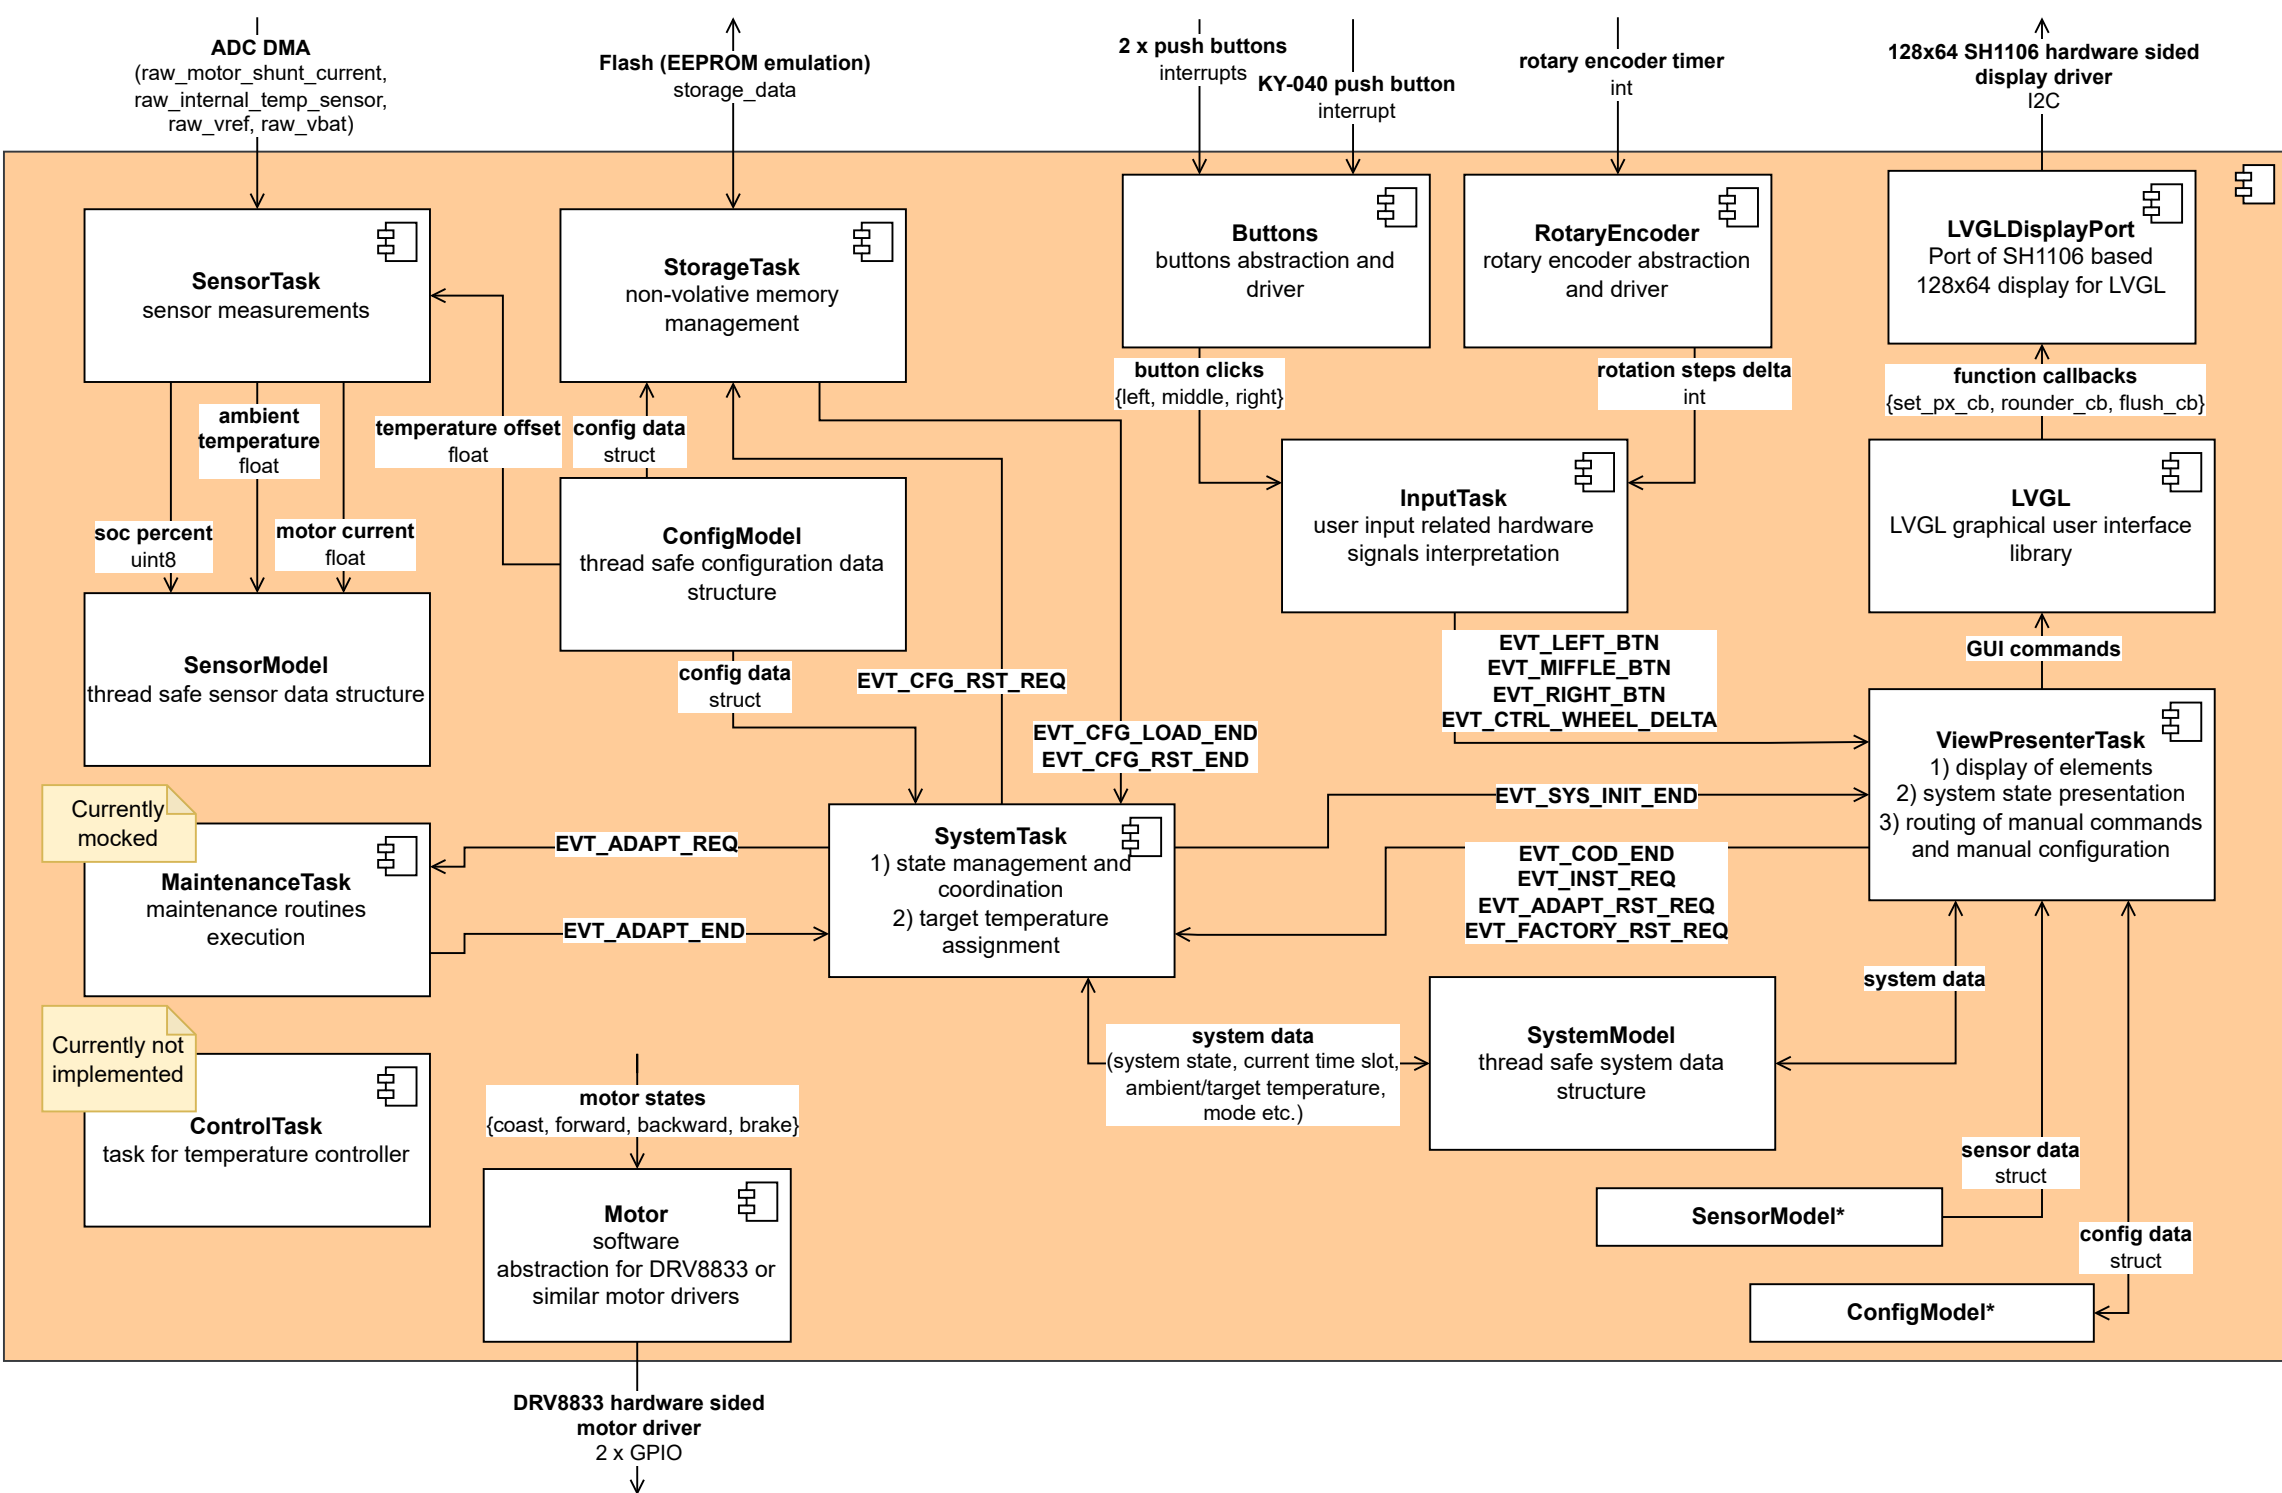 ADC DMA
(raw_motor_shunt_current,
raw_internal_temp_sensor,
raw_vref, raw_vbat)
Flash (EEPROM emulation)
storage_data
2 x push buttons
interrupts
KY-040 push button
interrupt
rotary encoder timer
int
128x64 SH1106 hardware sided
display driver
I2C
SensorTask
sensor measurements
StorageTask
non-volative memory
management
Buttons
buttons abstraction and
driver
RotaryEncoder
rotary encoder abstraction
and driver
LVGLDisplayPort
Port of SH1106 based
128x64 display for LVGL
button clicks
{left, middle, right}
rotation steps delta
int
function callbacks
{set_px_cb, rounder_cb, flush_cb}
ambient
temperature
float
temperature offset
float
config data
struct
soc percent
uint8
motor current
float
ConfigModel
thread safe configuration data
structure
InputTask
user input related hardware
signals interpretation
LVGL
LVGL graphical user interface
library
SensorModel
thread safe sensor data structure
config data
struct
EVT_CFG_RST_REQ
EVT_CFG_LOAD_END
EVT_CFG_RST_END
EVT_LEFT_BTN
EVT_MIFFLE_BTN
EVT_RIGHT_BTN
EVT_CTRL_WHEEL_DELTA
GUI commands
ViewPresenterTask
1) display of elements
2) system state presentation
3) routing of manual commands
and manual configuration
Currently
mocked
MaintenanceTask
maintenance routines
execution
EVT_ADAPT_REQ
EVT_ADAPT_END
SystemTask
1) state management and
coordination
2) target temperature
assignment
EVT_SYS_INIT_END
EVT_COD_END
EVT_INST_REQ
EVT_ADAPT_RST_REQ
EVT_FACTORY_RST_REQ
system data
Currently not
implemented
ControlTask
task for temperature controller
motor states
{coast, forward, backward, brake}
system data
(system state, current time slot,
ambient/target temperature,
mode etc.)
SystemModel
thread safe system data
structure
sensor data
struct
Motor
software
abstraction for DRV8833 or
similar motor drivers
SensorModel*
config data
struct
ConfigModel*
DRV8833 hardware sided
motor driver
2 x GPIO